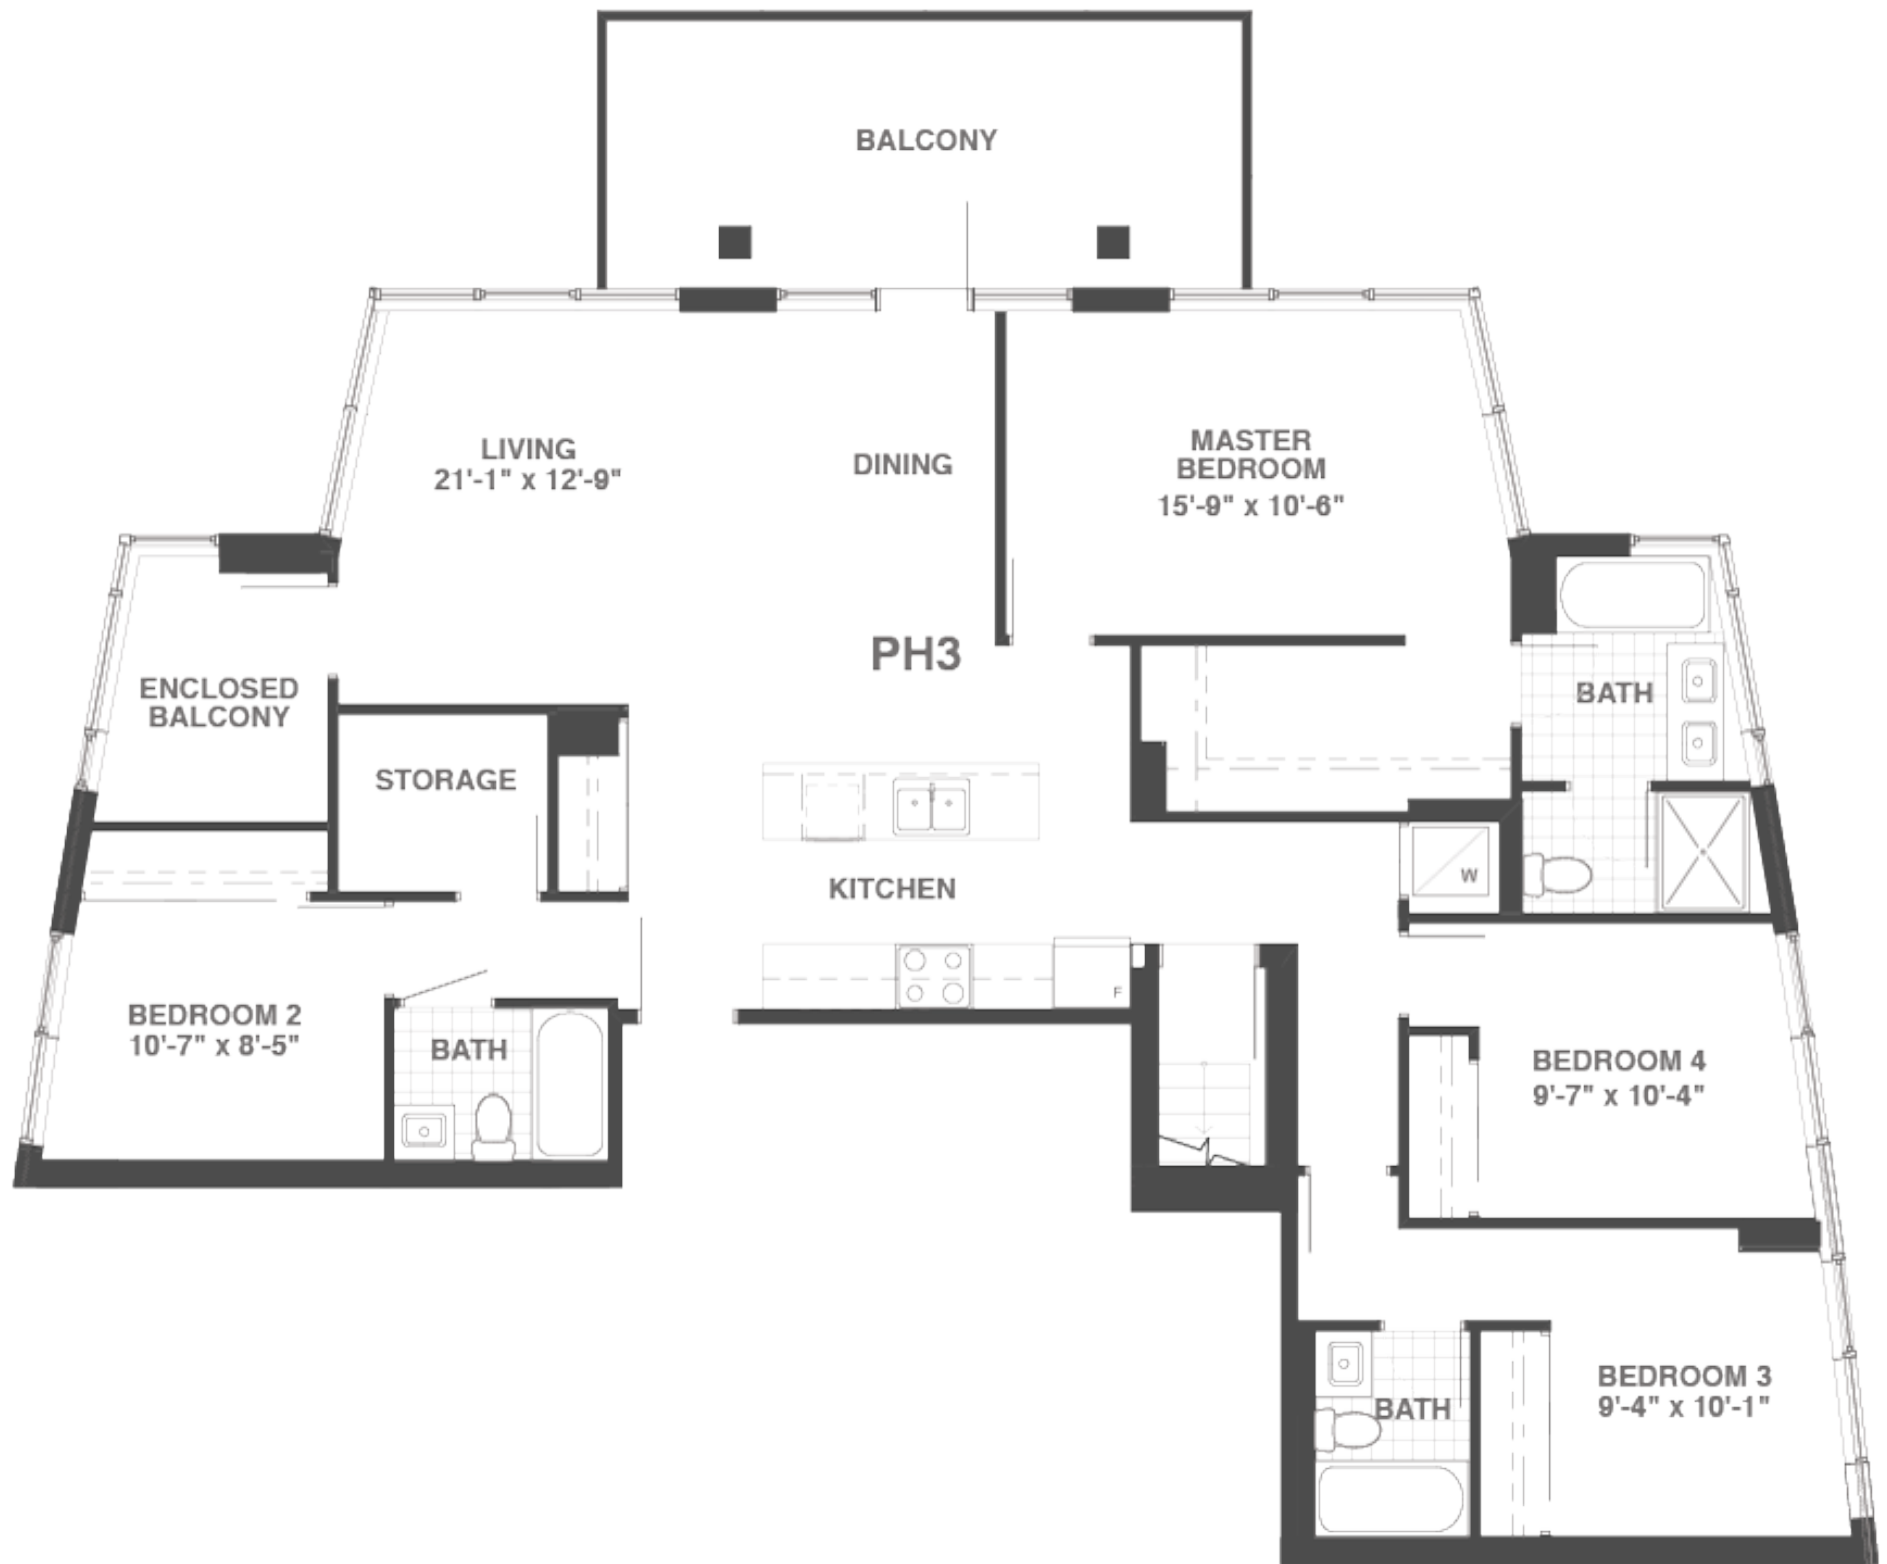 BALCONY
LIVING
21'-1" x 12'-9"
DINING
MASTER
BEDROOM
15'-9" x 10'-6"
PH3
ENCLOSED
BALCONY
BATH
STORAGE
KITCHEN
W
F
BEDROOM 2
10'-7" x 8'-5"
BATH
BEDROOM 4
9'-7" x 10'-4"
BEDROOM 3
9'-4" x 10'-1"
BATH